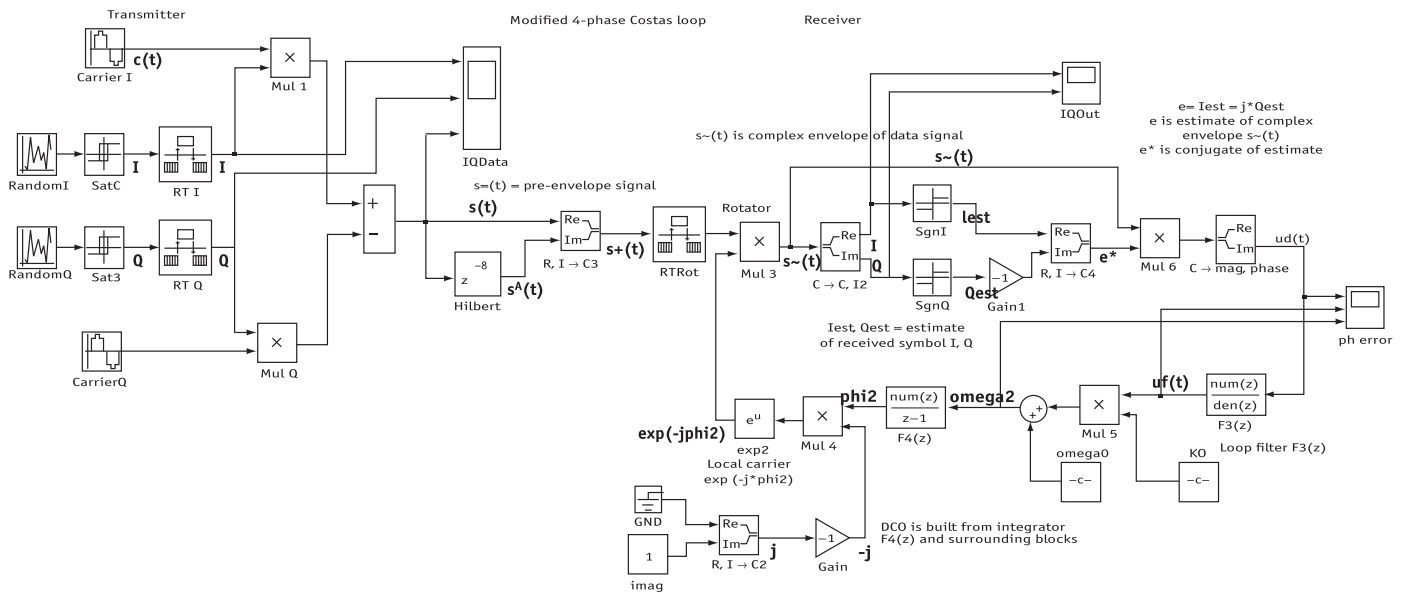 Transmitter
Modified 4-phase Costas loop
Receiver
Carrier I
c(t)
×
Mul 1
IQData
IQOut
e= Iest = j*Qest
e is estimate of complex
envelope s~(t)
e* is conjugate of estimate
s~(t) is complex envelope of data signal
s~(t)
RandomI
SatC
I
RT I
I
s=(t) = pre-envelope signal
s(t)
+
−
Re
Im
R, I → C3
s+(t)
RTRot
Rotator
×
Mul 3
s~(t)
Re
Im
C → C, I2
I
Q
SgnI
Iest
SgnQ
Qest
−1
Gain1
Re
Im
R, I → C4
e*
×
Mul 6
Re
Im
C → mag, phase
ud(t)
RandomQ
Sat3
Q
RT Q
Q
z
−8
Hilbert
sᴬ(t)
Iest, Qest = estimate
of received symbol I, Q
ph error
CarrierQ
×
Mul Q
exp(-jphi2)
eᵘ
exp2
Local carrier
exp (-j*phi2)
×
Mul 4
phi2
num(z)
z−1
F4(z)
omega2
+
+
×
Mul 5
uf(t)
num(z)
den(z)
F3(z)
Loop filter F3(z)
omega0
−c−
K0
−c−
GND
1
imag
Re
Im
R, I → C2
j
−1
Gain
-j
DCO is built from integrator
F4(z) and surrounding blocks